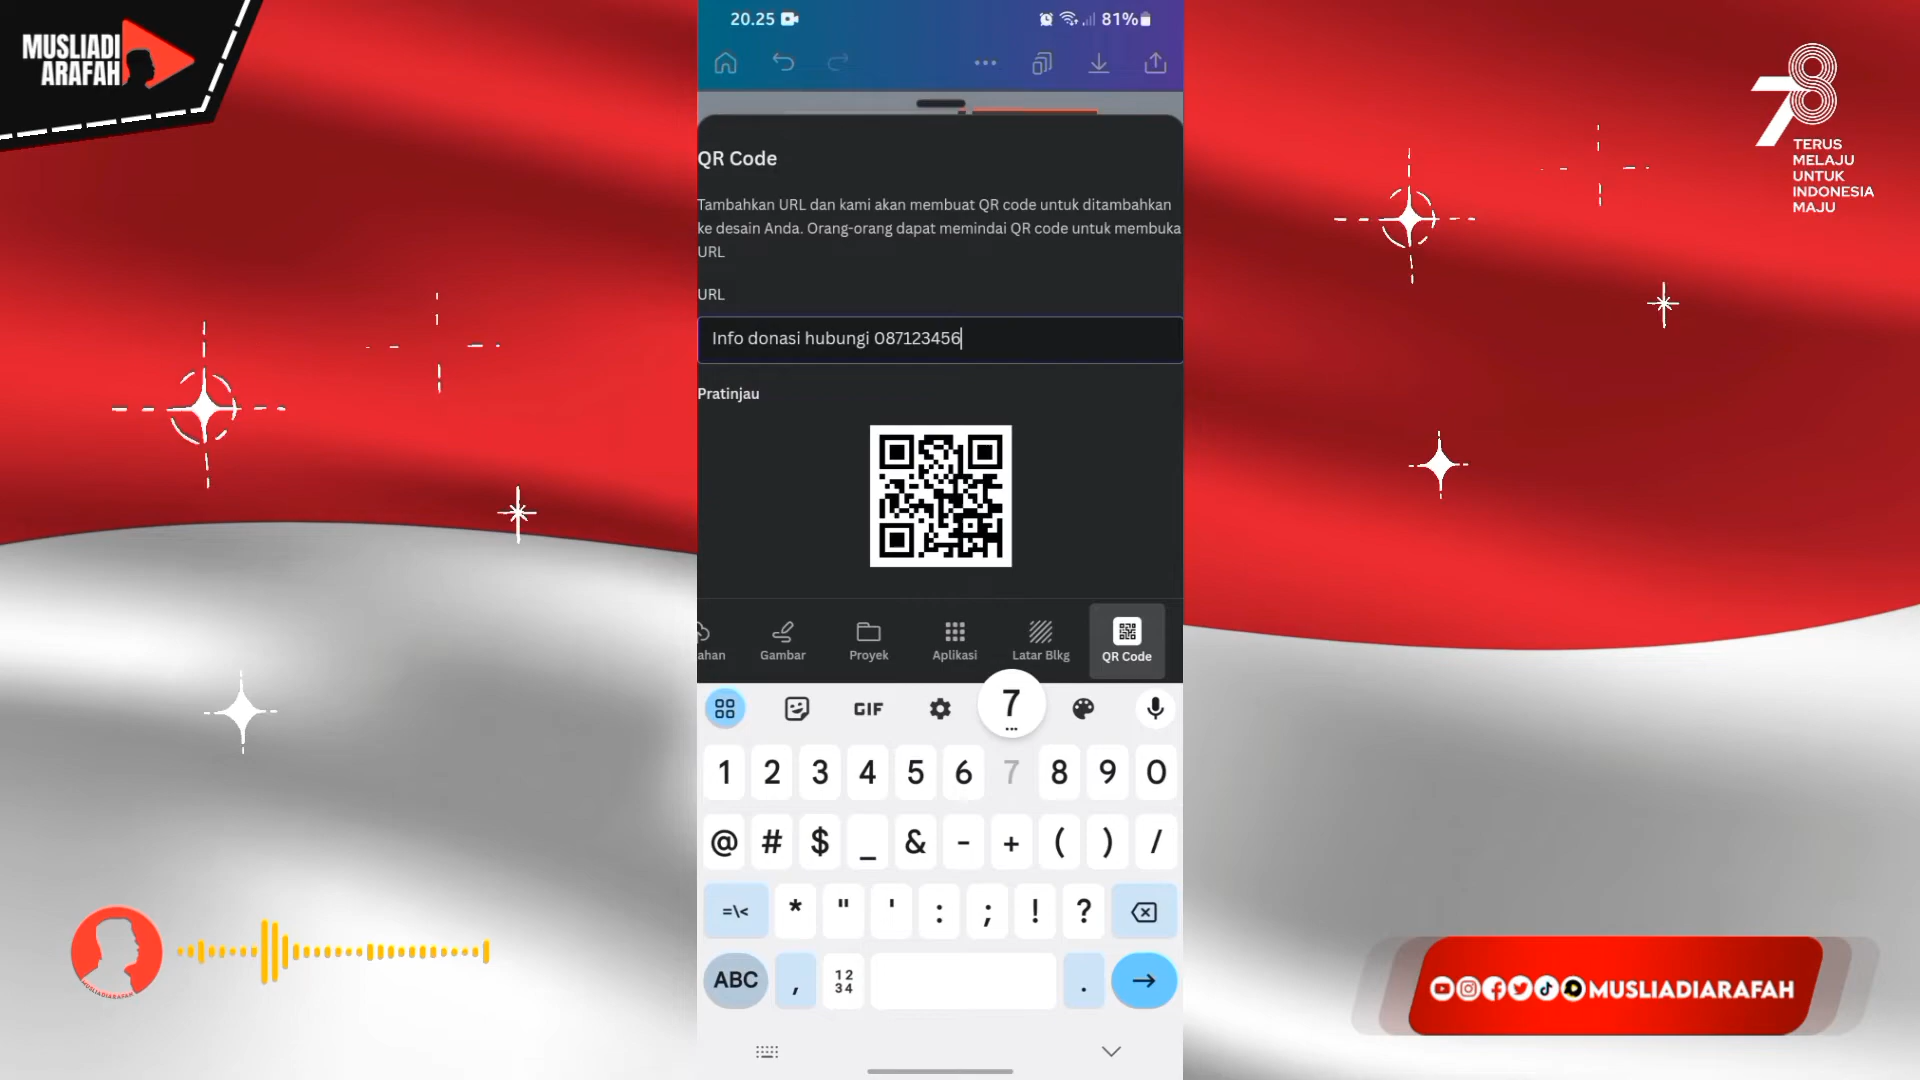 MUSLIADI
ARAFAH
78
TERUS
MELAJU
UNTUK
INDONESIA
MAJU
20.25
81%
QR Code
Tambahkan URL dan kami akan membuat QR code untuk ditambahkan
ke desain Anda. Orang-orang dapat memindai QR code untuk membuka
URL
URL
Info donasi hubungi 087123456
Pratinjau
ahan
Gambar
Proyek
Aplikasi
Latar Blkg
QR Code
GIF
7
...
1 2 3 4 5 6 7 8 9 0
@ # $ _ & - + ( ) /
=\< * " ' : ; ! ?
ABC , 12 34 .
MUSLIADIARAFAH
MUSLIADIARAFAH